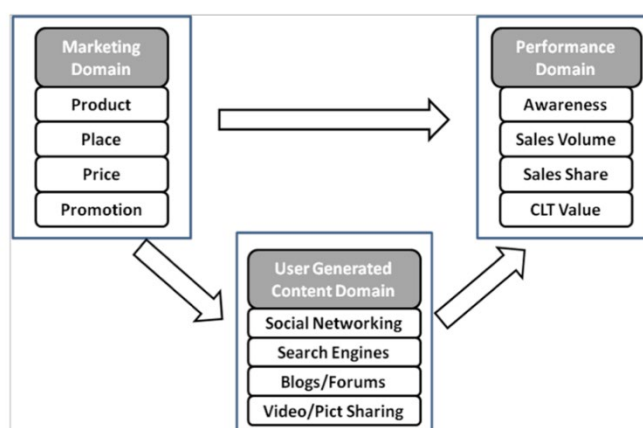 Marketing
Domain
Product
Place
Price
Promotion
Performance
Domain
Awareness
Sales Volume
Sales Share
CLT Value
User Generated
Content Domain
Social Networking
Search Engines
Blogs/Forums
Video/Pict Sharing